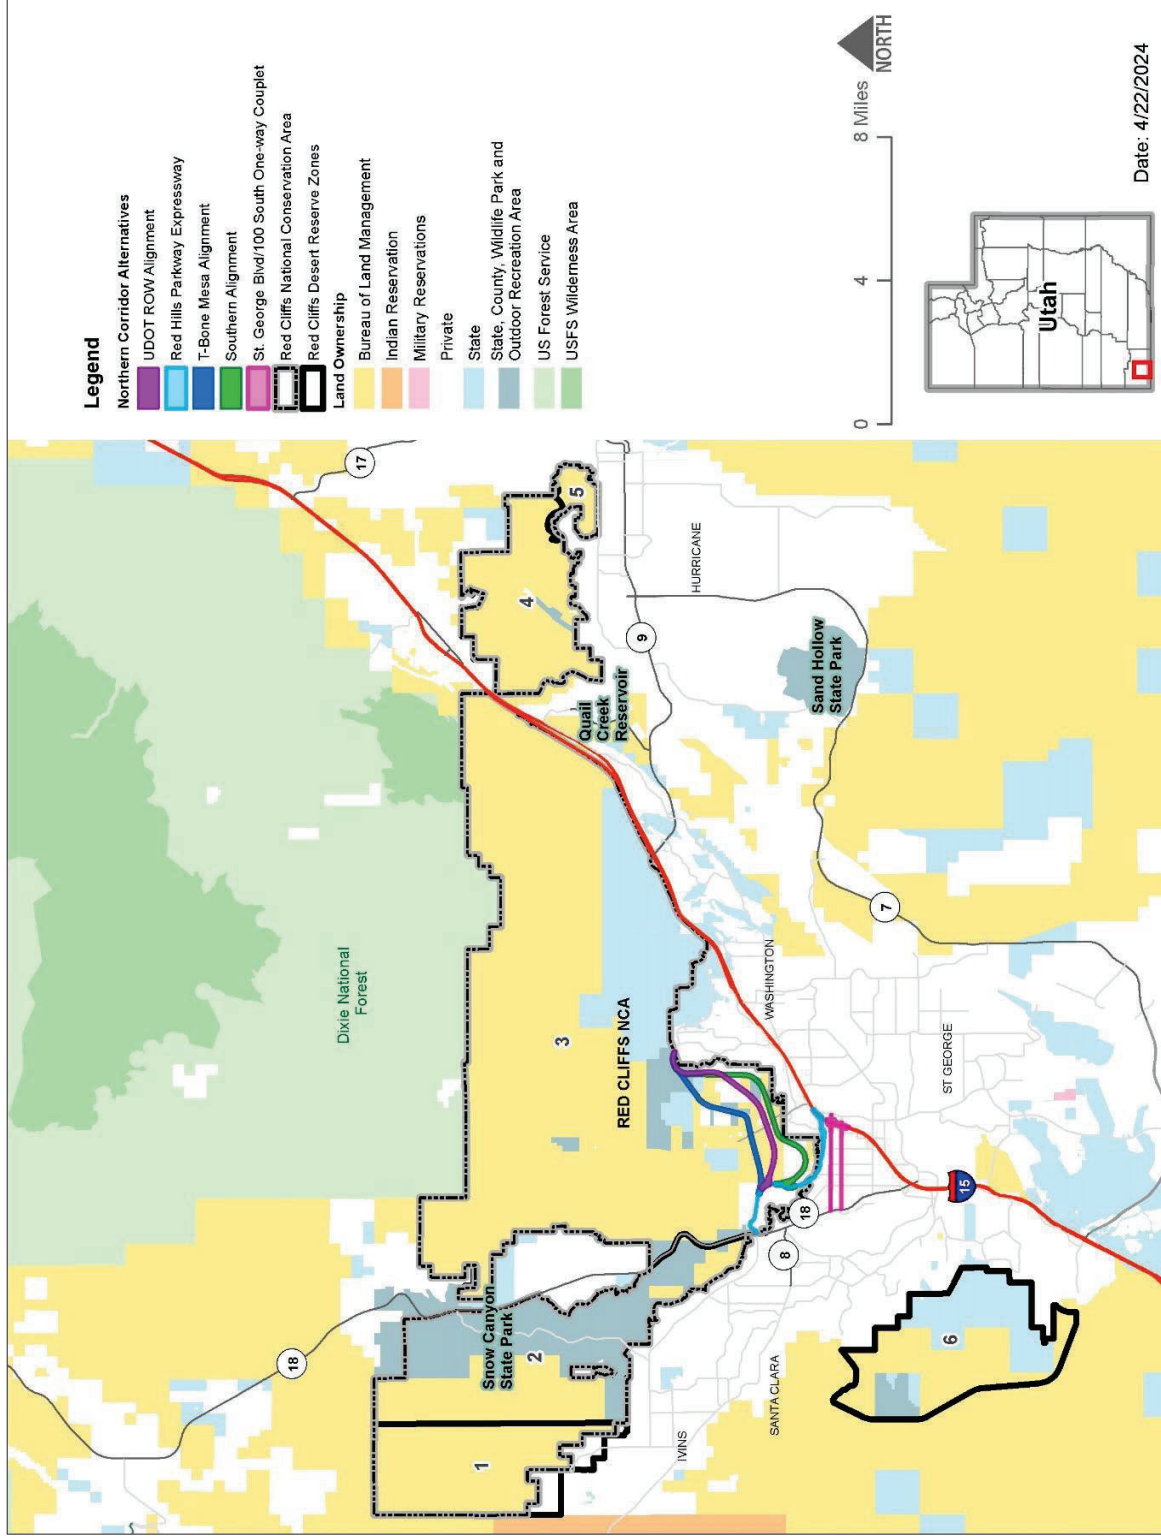 Legend
Northern Corridor Alternatives
UDOT ROW Alignment
Red Hills Parkway Expressway
T-Bone Mesa Alignment
Southern Alignment
St. George Blvd/100 South One-way Couplet
Red Cliffs National Conservation Area
Red Cliffs Desert Reserve Zones
Land Ownership
Bureau of Land Management
Indian Reservation
Military Reservations
Private
State
State, County, Wildlife Park and
Outdoor Recreation Area
US Forest Service
USFS Wilderness Area
0
4
8 Miles
NORTH
Utah
Date: 4/22/2024
Dixie National
Forest
17
18
Snow Canyon
State Park
1
2
3
4
5
6
RED CLIFFS NCA
Quail
Creek
Reservoir
9
HURRICANE
Sand Hollow
State Park
7
WASHINGTON
ST GEORGE
18
8
15
IVINS
SANTA CLARA